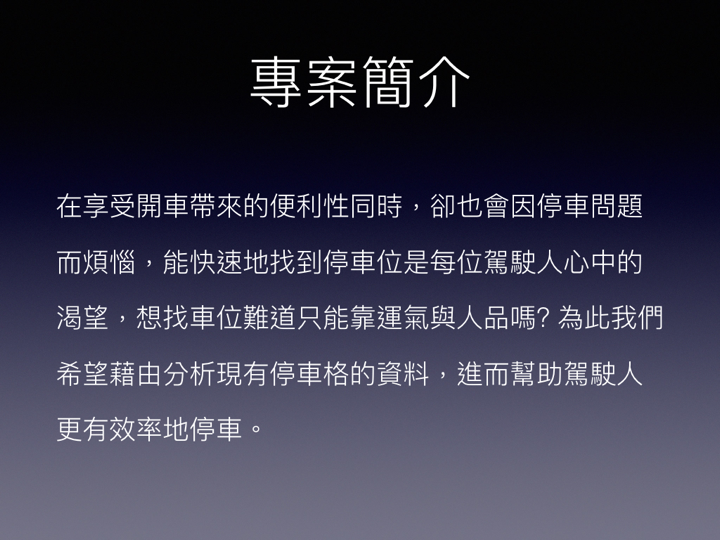 專案簡介
在享受開車帶來的便利性同時，卻也會因停車問題
而煩惱，能快速地找到停車位是每位駕駛人心中的
渴望，想找車位難道只能靠運氣與人品嗎? 為此我們
希望藉由分析現有停車格的資料，進而幫助駕駛人
更有效率地停車。